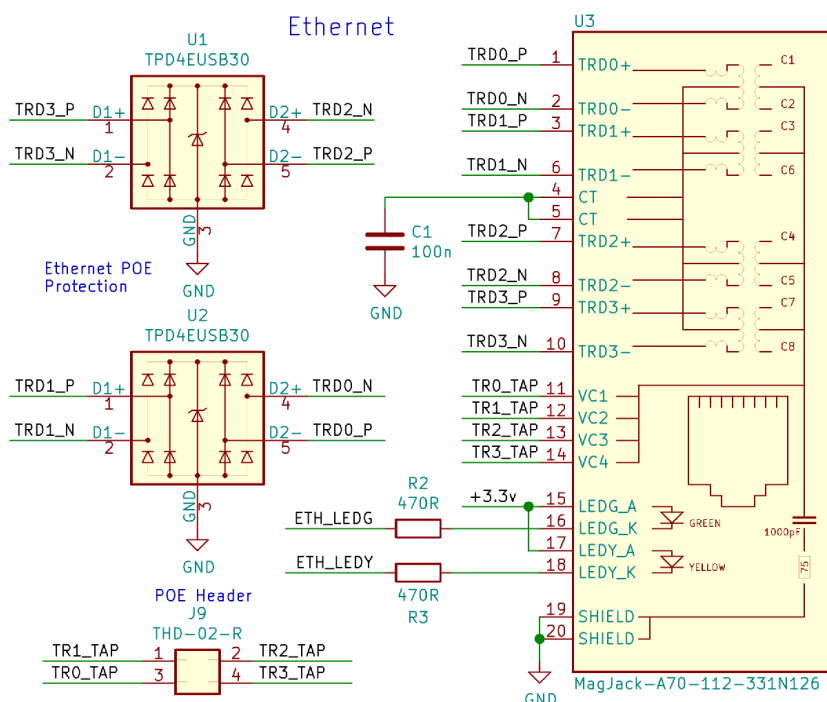 Ethernet
U1
TPD4EUSB30
TRD3_P
D1+
1
D2+
4
TRD2_N
TRD3_N
D1-
2
D2-
5
TRD2_P
GND
3
GND
Ethernet POE
Protection
U2
TPD4EUSB30
TRD1_P
D1+
1
D2+
4
TRD0_N
TRD1_N
D1-
2
D2-
5
TRD0_P
GND
3
GND
C1
100n
GND
R2
470R
ETH_LEDG
ETH_LEDY
470R
R3
POE Header
J9
THD-02-R
TR1_TAP
1
2
TR2_TAP
TR0_TAP
3
4
TR3_TAP
U3
TRD0_P
1
TRD0+
C1
TRD0_N
2
TRD0-
C2
TRD1_P
3
TRD1+
C3
TRD1_N
6
TRD1-
C6
4
CT
5
CT
TRD2_P
7
TRD2+
C4
TRD2_N
8
TRD2-
C5
TRD3_P
9
TRD3+
C7
TRD3_N
10
TRD3-
C8
TR0_TAP
11
VC1
TR1_TAP
12
VC2
TR2_TAP
13
VC3
TR3_TAP
14
VC4
+3.3v
15
LEDG_A
16
LEDG_K
GREEN
17
LEDY_A
18
LEDY_K
YELLOW
1000pF
75
19
SHIELD
20
SHIELD
GND
MagJack-A70-112-331N126